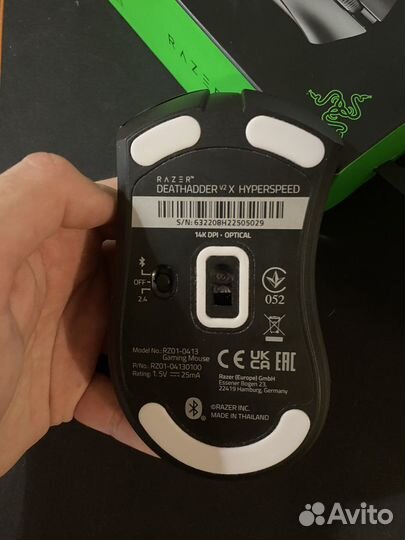 RAZER
RAZER™
DEATHADDER V2 X HYPERSPEED
S/N: 632208H22505029
14K DPI • OPTICAL
OFF
2.4
052
Model No.: RZ01-0413
Gaming Mouse
P/No.: RZ01-04130100
Rating: 1.5V ⎓ 25mA
CE UK CA EAC
Razer (Europe) GmbH
Essener Bogen 23,
22419 Hamburg, Germany
©RAZER INC.
MADE IN THAILAND
Avito